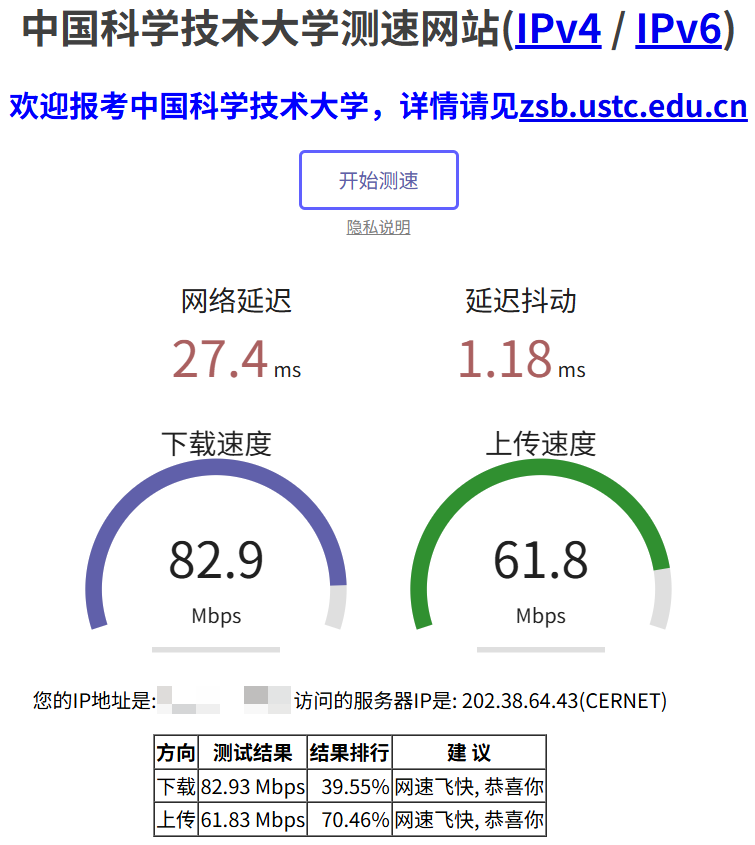 中国科学技术大学测速网站(IPv4 / IPv6)
欢迎报考中国科学技术大学，详情请见zsb.ustc.edu.cn
开始测速
隐私说明
网络延迟 延迟抖动
27.4 ms 1.18 ms
下载速度 上传速度
82.9 61.8
Mbps Mbps
您的IP地址是: 访问的服务器IP是: 202.38.64.43(CERNET)
方向 测试结果 结果排行 建 议
下载 82.93 Mbps 39.55% 网速飞快, 恭喜你
上传 61.83 Mbps 70.46% 网速飞快, 恭喜你